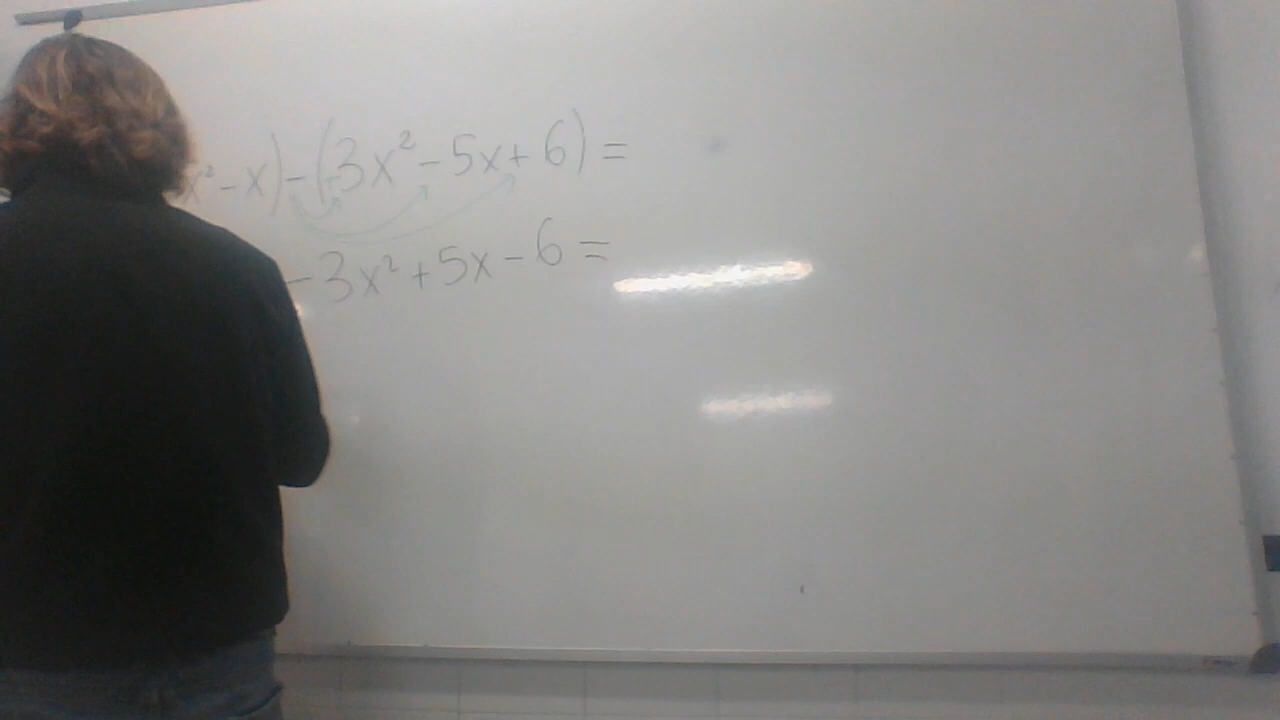 x² - x) - (3x² - 5x + 6) =
- 3x² + 5x - 6 =